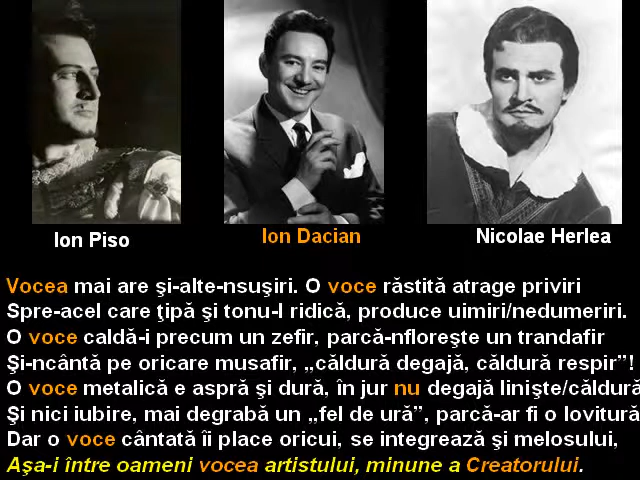 Ion Piso
Ion Dacian
Nicolae Herlea
Vocea mai are şi-alte-nsuşiri. O voce răstită atrage priviri
Spre-acel care ţipă şi tonu-l ridică, produce uimiri/nedumeriri.
O voce caldă-i precum un zefir, parcă-nfloreşte un trandafir
Şi-ncântă pe oricare musafir, „căldură degajă, căldură respir”!
O voce metalică e aspră şi dură, în jur nu degajă linişte/căldură
Şi nici iubire, mai degrabă un „fel de ură”, parcă-ar fi o lovitură
Dar o voce cântată îi place oricui, se integrează şi melosului,
Aşa-i între oameni vocea artistului, minune a Creatorului.